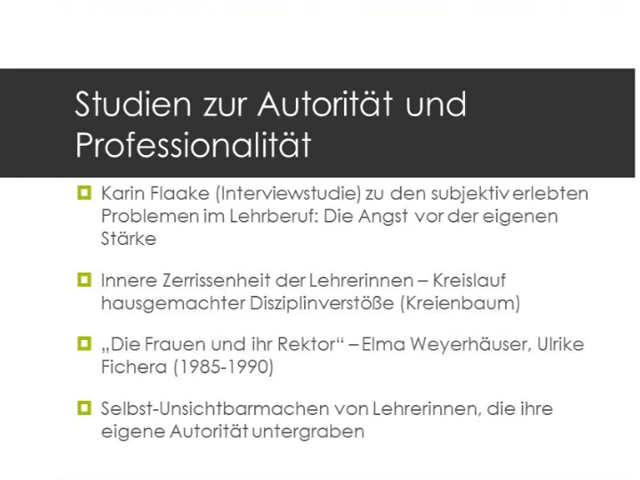 Studien zur Autorität und
Professionalität
Karin Flaake (Interviewstudie) zu den subjektiv erlebten
Problemen im Lehrberuf: Die Angst vor der eigenen
Stärke
Innere Zerrissenheit der Lehrerinnen – Kreislauf
hausgemachter Disziplinverstöße (Kreienbaum)
„Die Frauen und ihr Rektor“ – Elma Weyerhäuser, Ulrike
Fichera (1985-1990)
Selbst-Unsichtbarmachen von Lehrerinnen, die ihre
eigene Autorität untergraben